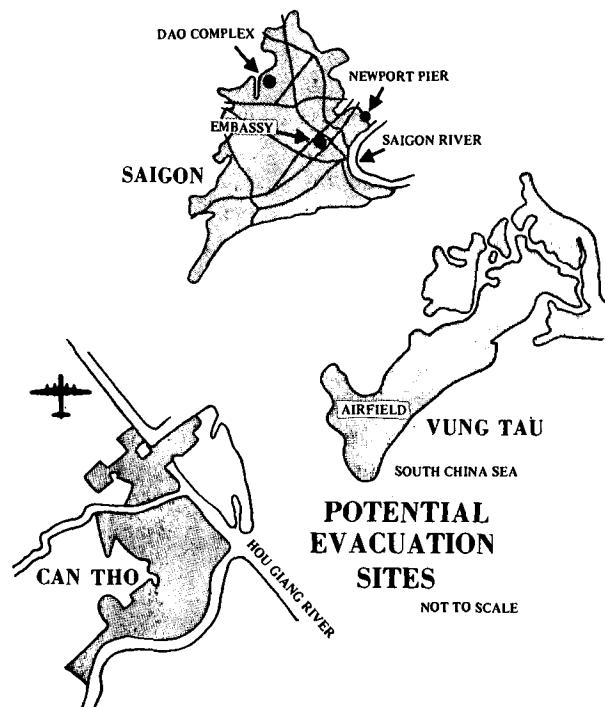 DAO COMPLEX
NEWPORT PIER
EMBASSY
SAIGON RIVER
SAIGON
AIRFIELD
VUNG TAU
SOUTH CHINA SEA
POTENTIAL
EVACUATION
SITES
NOT TO SCALE
CAN THO
HOU GIANG RIVER